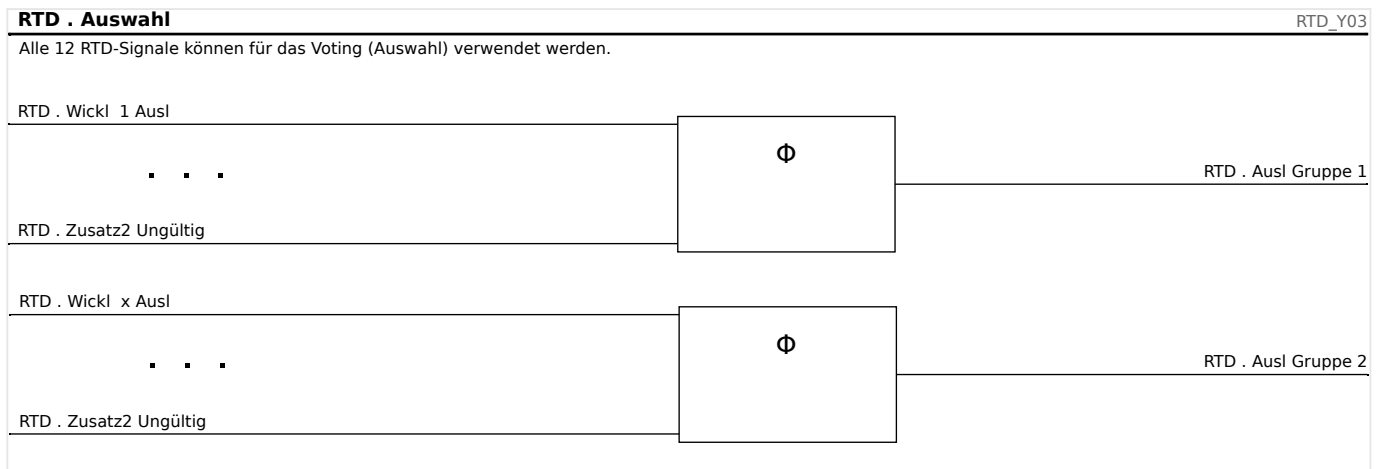 RTD . Auswahl
RTD_Y03
Alle 12 RTD-Signale können für das Voting (Auswahl) verwendet werden.
RTD . Wickl 1 Ausl
Φ
. . .
RTD . Ausl Gruppe 1
RTD . Zusatz2 Ungültig
RTD . Wickl x Ausl
Φ
. . .
RTD . Ausl Gruppe 2
RTD . Zusatz2 Ungültig